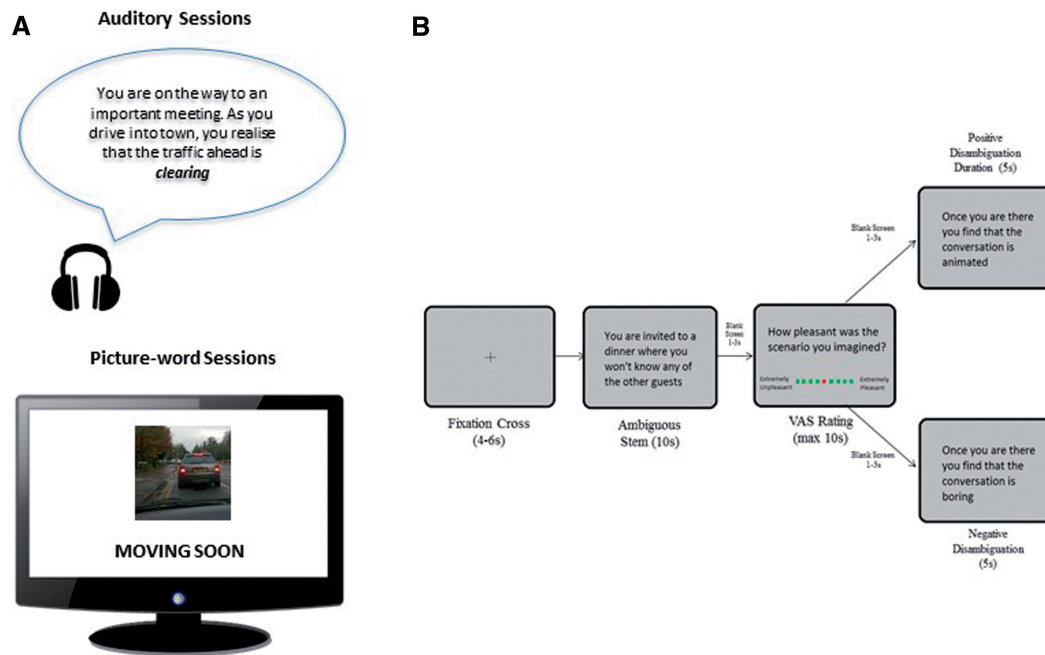 A
Auditory Sessions
You are on the way to an
important meeting. As you
drive into town, you realise
that the traffic ahead is
clearing
Picture-word Sessions
MOVING SOON
B
Fixation Cross
(4-6s)
You are invited to a
dinner where you
won't know any of
the other guests
Ambiguous
Stem (10s)
Blank
Screen
1-3s
How pleasant was the
scenario you imagined?
Extremely
Unpleasant
Extremely
Pleasant
VAS Rating
(max 10s)
Blank Screen
1-3s
Positive
Disambiguation
Duration (5s)
Once you are there
you find that the
conversation is
animated
Blank Screen
1-3s
Once you are there
you find that the
conversation is
boring
Negative
Disambiguation
(5s)